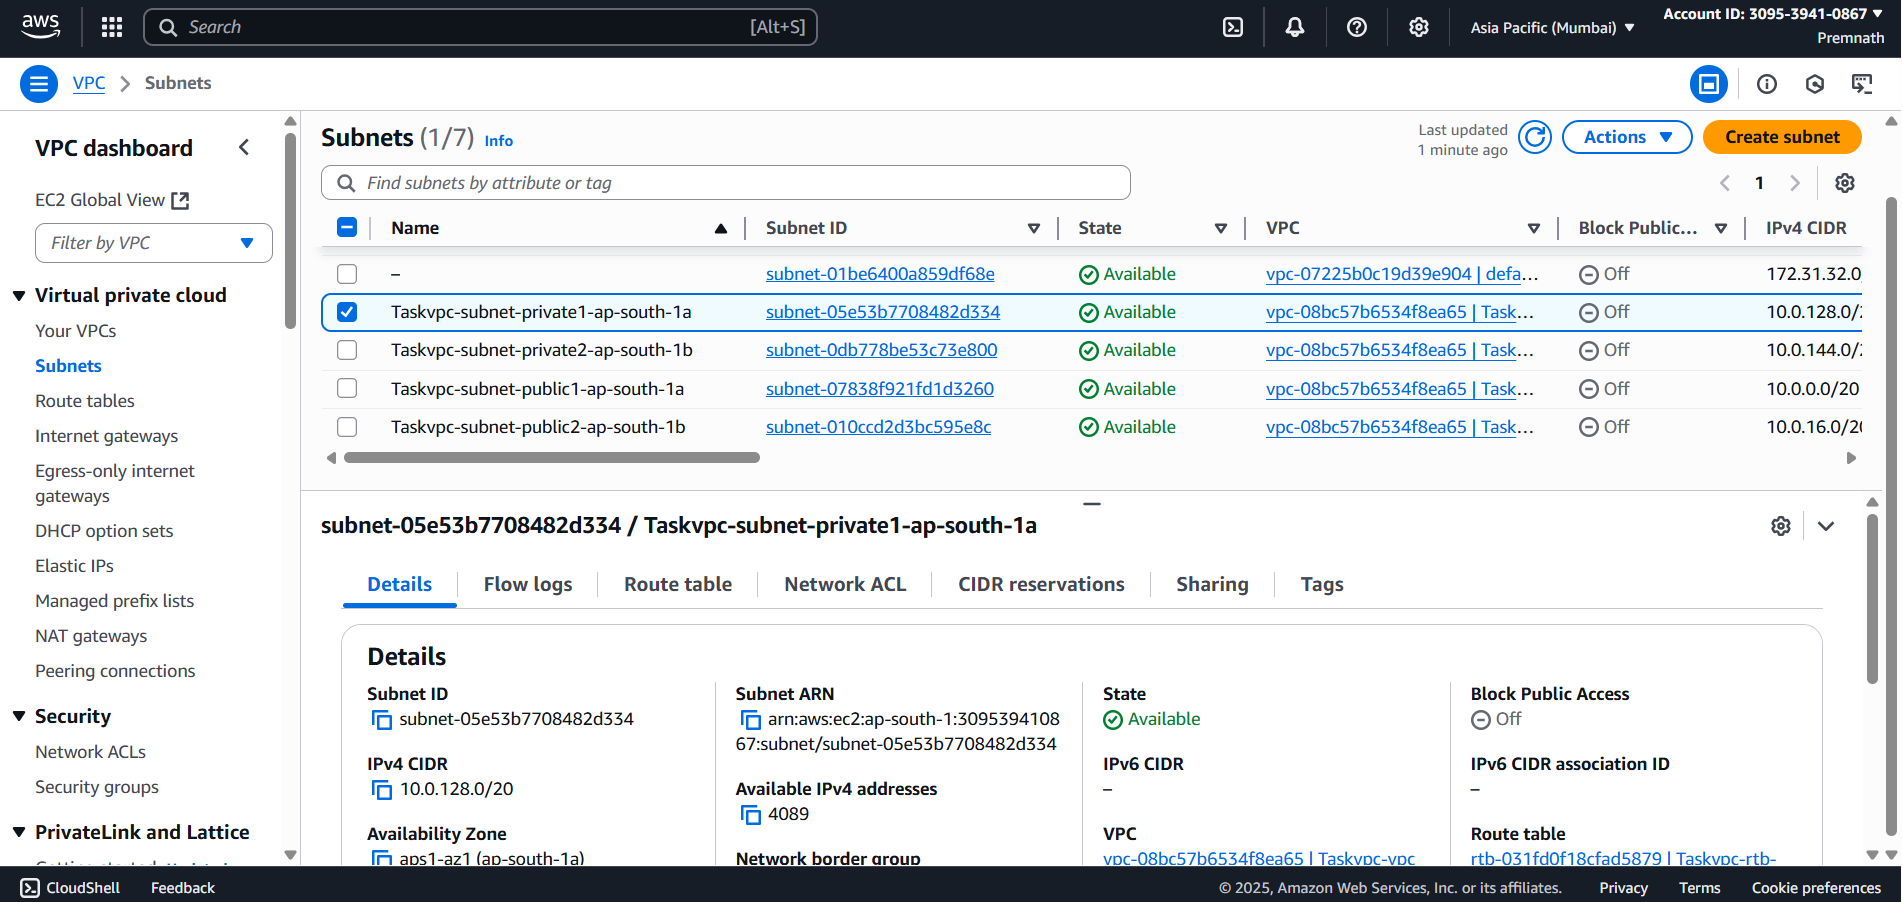 aws
Search
[Alt+S]
Asia Pacific (Mumbai)
Account ID: 3095-3941-0867
Premnath
VPC
Subnets
VPC dashboard
EC2 Global View
Filter by VPC
Virtual private cloud
Your VPCs
Subnets
Route tables
Internet gateways
Egress-only internet
gateways
DHCP option sets
Elastic IPs
Managed prefix lists
NAT gateways
Peering connections
Security
Network ACLs
Security groups
PrivateLink and Lattice
Subnets (1/7) Info
Last updated
1 minute ago
Actions
Create subnet
Find subnets by attribute or tag
1
Name Subnet ID State VPC Block Public... IPv4 CIDR
– subnet-01be6400a859df68e Available vpc-07225b0c19d39e904 | defa... Off 172.31.32.0
Taskvpc-subnet-private1-ap-south-1a subnet-05e53b7708482d334 Available vpc-08bc57b6534f8ea65 | Task... Off 10.0.128.0/2
Taskvpc-subnet-private2-ap-south-1b subnet-0db778be53c73e800 Available vpc-08bc57b6534f8ea65 | Task... Off 10.0.144.0/2
Taskvpc-subnet-public1-ap-south-1a subnet-07838f921fd1d3260 Available vpc-08bc57b6534f8ea65 | Task... Off 10.0.0.0/20
Taskvpc-subnet-public2-ap-south-1b subnet-010ccd2d3bc595e8c Available vpc-08bc57b6534f8ea65 | Task... Off 10.0.16.0/20
subnet-05e53b7708482d334 / Taskvpc-subnet-private1-ap-south-1a
Details Flow logs Route table Network ACL CIDR reservations Sharing Tags
Details
Subnet ID
subnet-05e53b7708482d334
IPv4 CIDR
10.0.128.0/20
Availability Zone
aps1-az1 (ap-south-1a)
Subnet ARN
arn:aws:ec2:ap-south-1:3095394108
67:subnet/subnet-05e53b7708482d334
Available IPv4 addresses
4089
Network border group
State
Available
IPv6 CIDR
–
VPC
vpc-08bc57b6534f8ea65 | Taskvpc-vpc
Block Public Access
Off
IPv6 CIDR association ID
–
Route table
rtb-031fd0f18cfad5879 | Taskvpc-rtb-
CloudShell
Feedback
© 2025, Amazon Web Services, Inc. or its affiliates.
Privacy
Terms
Cookie preferences